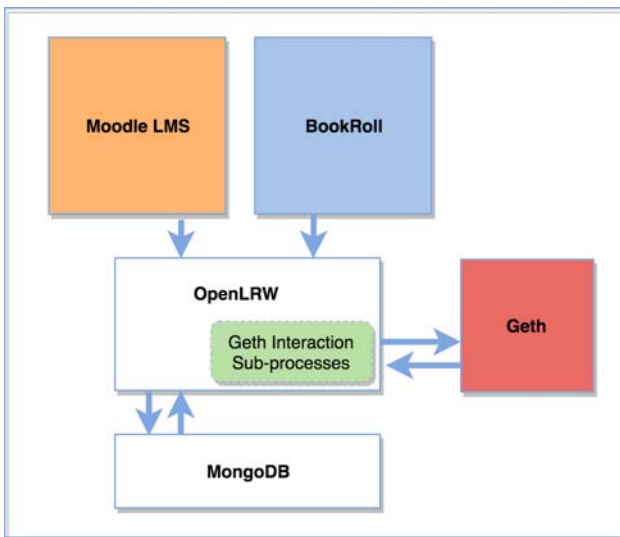 Moodle LMS
BookRoll
OpenLRW
Geth Interaction
Sub-processes
Geth
MongoDB